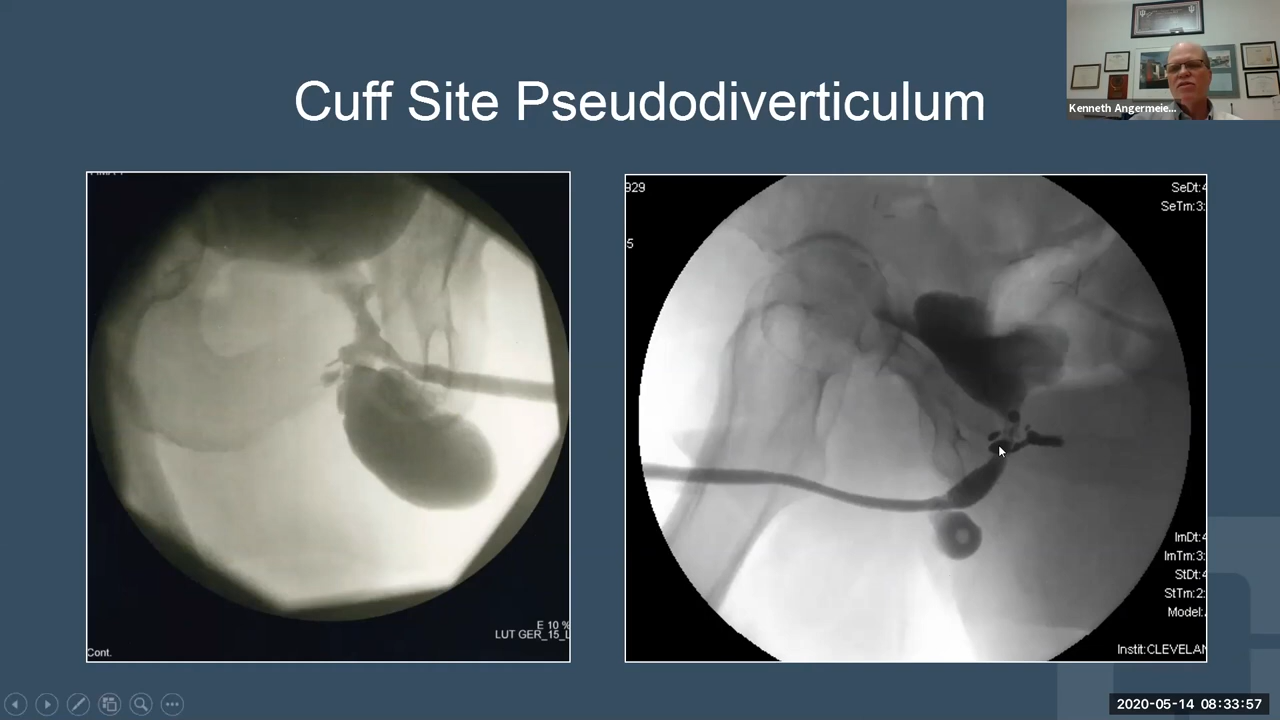 Cuff Site Pseudodiverticulum
Kenneth Angermeie...
E 10 %
LUT GER_15_L
Cont.
929
5
SeDt:4
SeTm:3:
ImDt:4
ImTm:3:
StDt:4
StTm:2:
Model:
Instit:CLEVELAN
2020-05-14 08:33:57